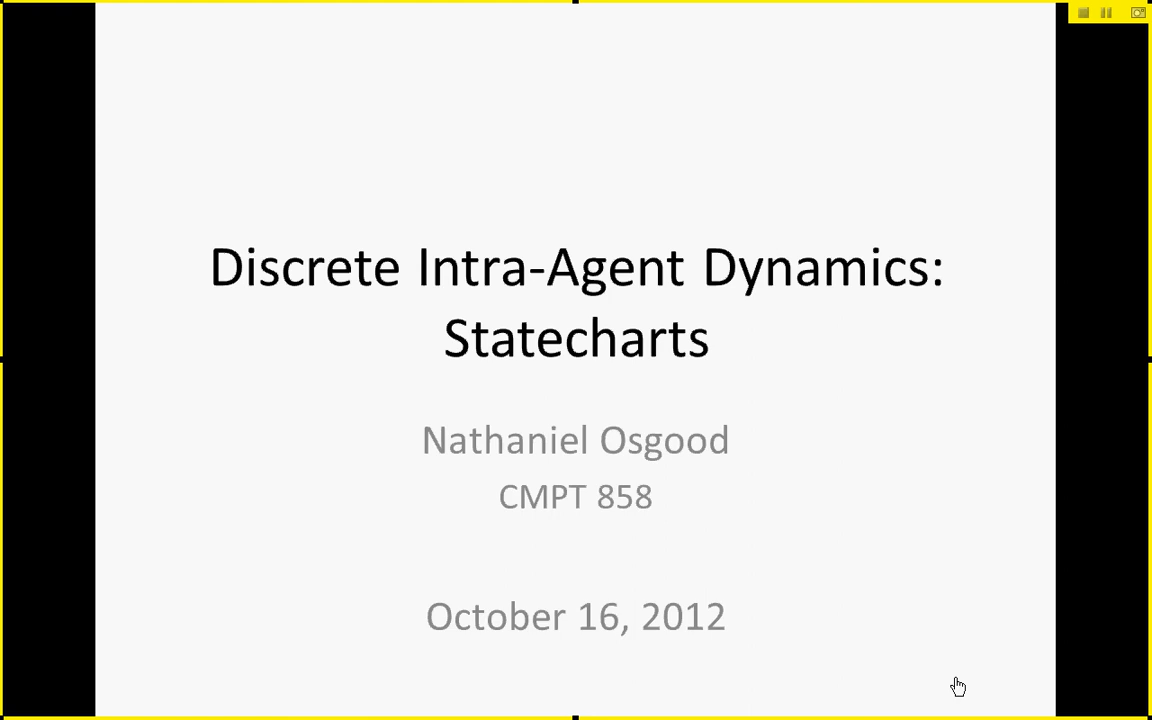 Discrete Intra-Agent Dynamics:
Statecharts
Nathaniel Osgood
CMPT 858
October 16, 2012